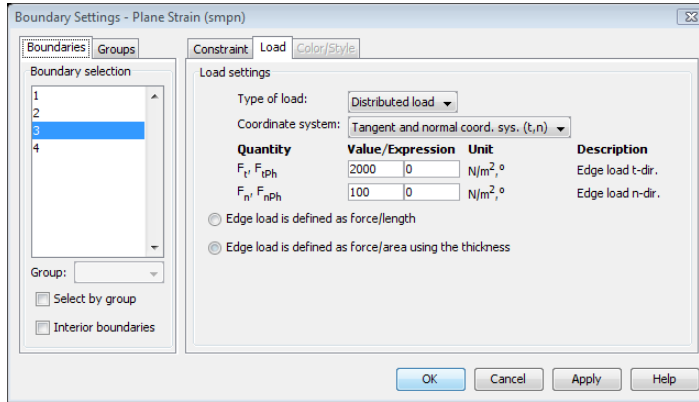 Boundary Settings - Plane Strain (smpn)
Boundaries Groups
Boundary selection
1
2
3
4
Group:
Select by group
Interior boundaries
Constraint Load Color/Style
Load settings
Type of load: Distributed load
Coordinate system: Tangent and normal coord. sys. (t,n)
Quantity Value/Expression Unit Description
Ft, FtPh 2000 0 N/m²,º Edge load t-dir.
Fn, FnPh 100 0 N/m²,º Edge load n-dir.
Edge load is defined as force/length
Edge load is defined as force/area using the thickness
OK Cancel Apply Help